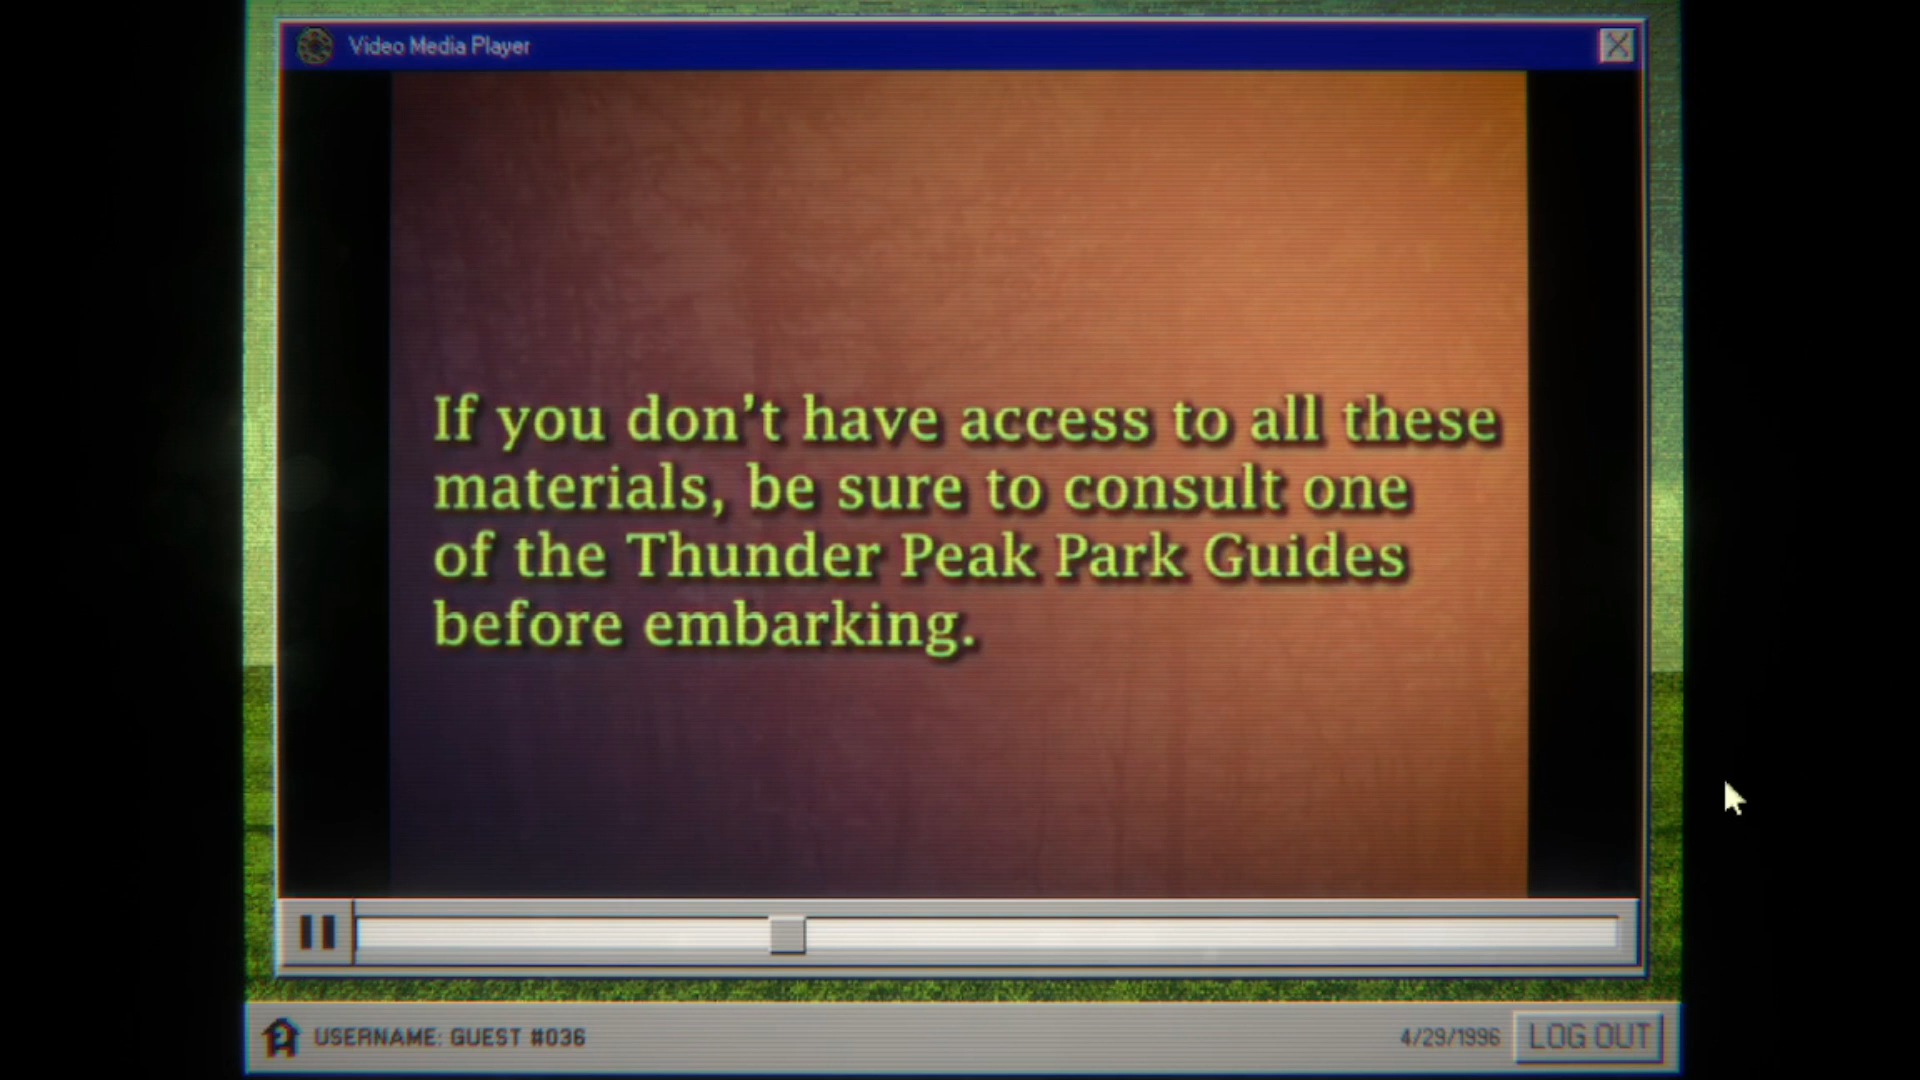 Video Media Player
If you don't have access to all these
materials, be sure to consult one
of the Thunder Peak Park Guides
before embarking.
USERNAME: GUEST #036
4/29/1996
LOG OUT